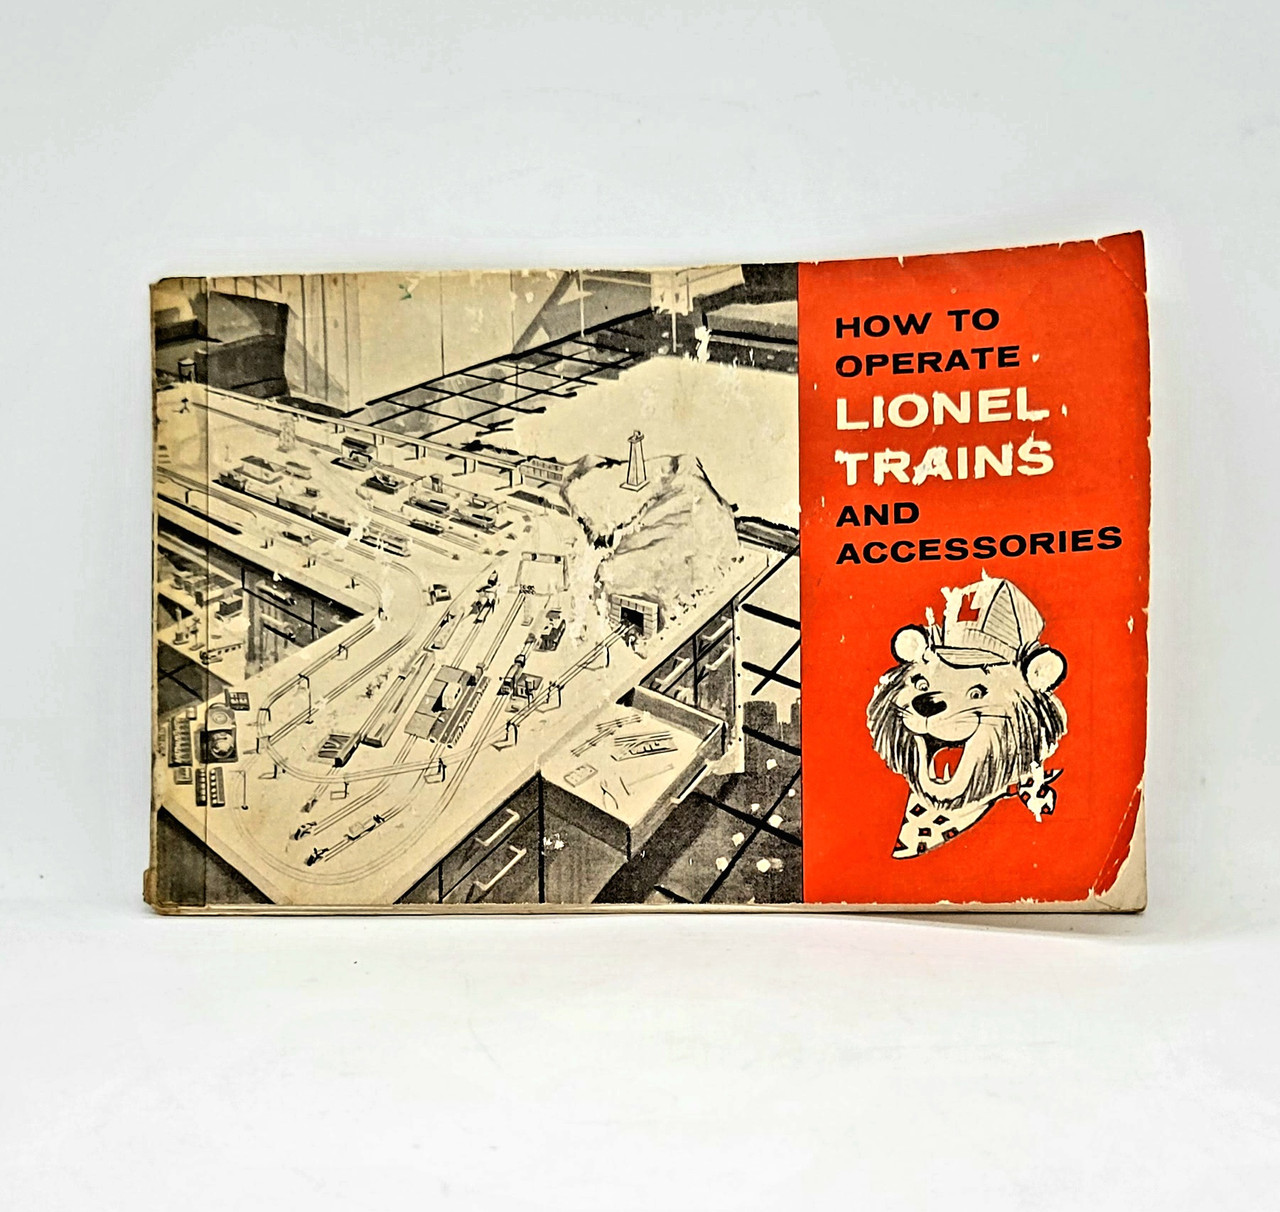 HOW TO
OPERATE
LIONEL
TRAINS
AND
ACCESSORIES